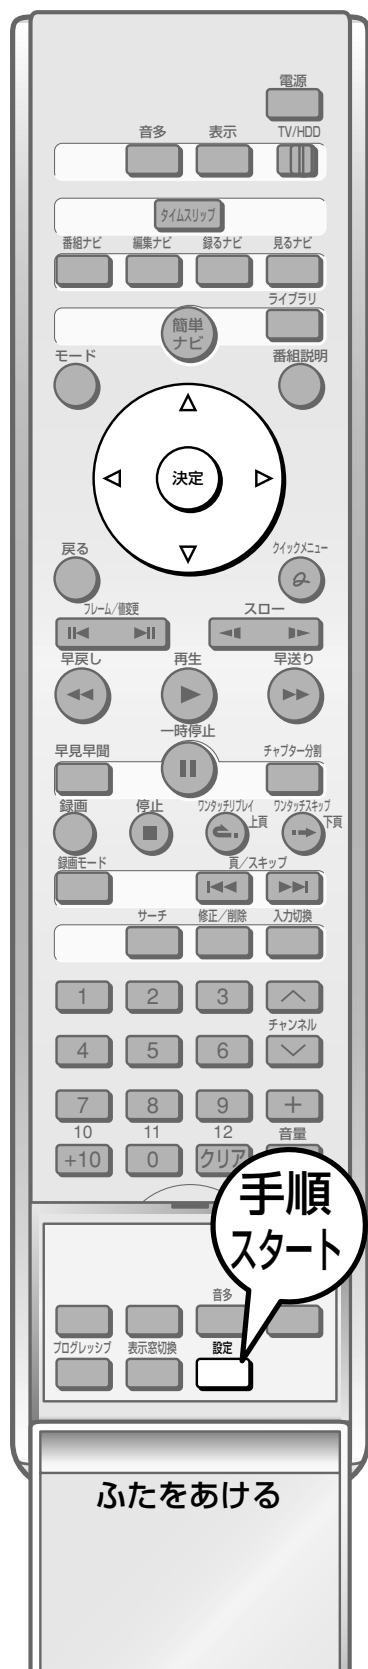 電源
音多 表示 TV/HDD
タイムスリップ
番組ナビ 編集ナビ 録るナビ 見るナビ
ライブラリ
簡単
ナビ
モード 番組説明
決定
戻る クイックメニュー
フレーム/値変更 スロー
早戻し 再生 早送り
一時停止
早見早聞 チャプター分割
録画 停止 ワンタッチリプレイ ワンタッチスキップ
上頁 下頁
録画モード 頁/スキップ
サーチ 修正/削除 入力切換
1 2 3
チャンネル
4 5 6
7 8 9 +
10 11 12 音量
+10 0 クリア
手順
スタート
音多
プログレッシブ 表示窓切換 設定
ふたをあける